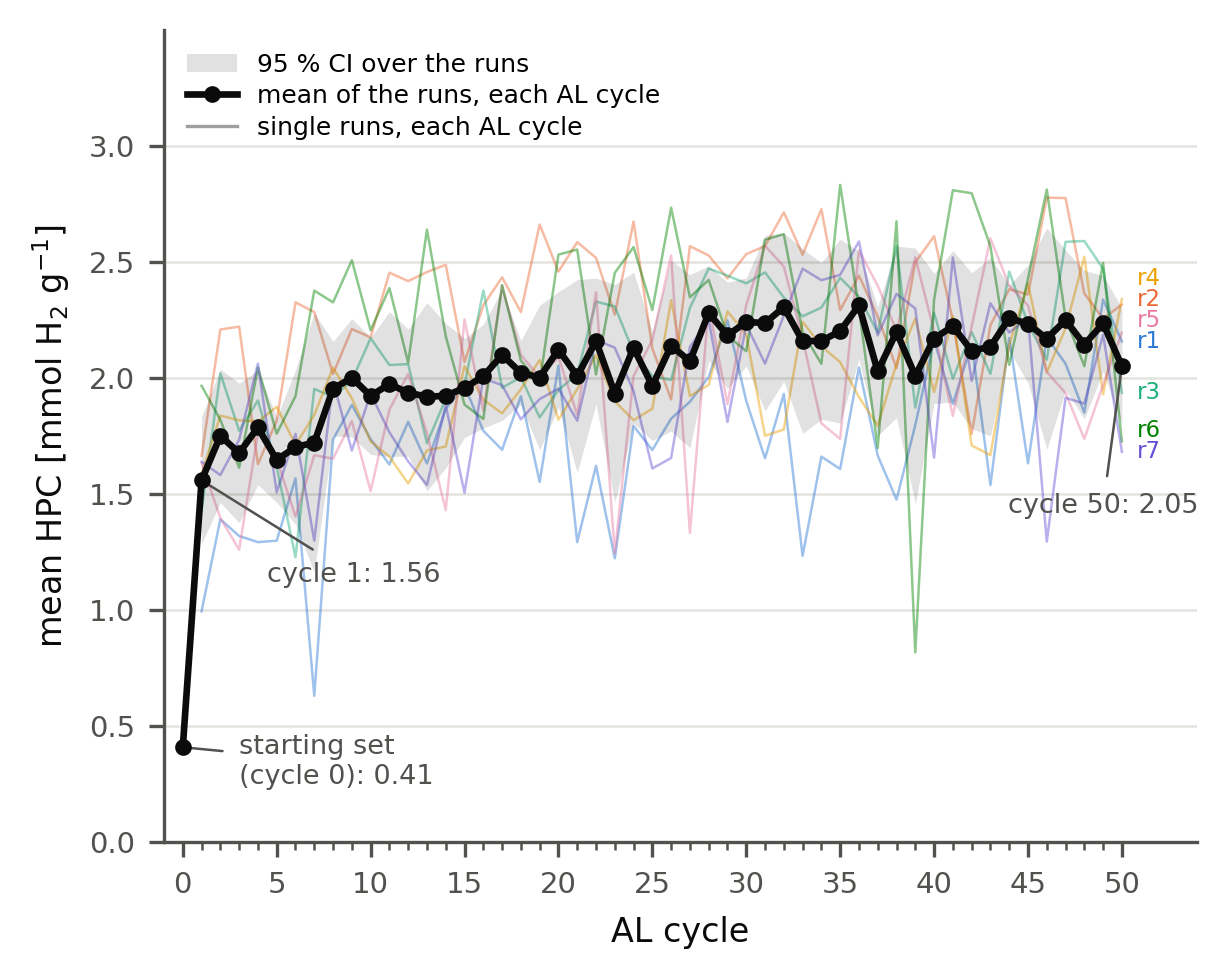 95 % CI over the runs
mean of the runs, each AL cycle
single runs, each AL cycle
mean HPC [mmol H₂ g⁻¹]
3.0
2.5
2.0
1.5
1.0
0.5
0.0
r4
r2
r5
r1
r3
r6
r7
cycle 50: 2.05
cycle 1: 1.56
starting set
(cycle 0): 0.41
0 5 10 15 20 25 30 35 40 45 50
AL cycle